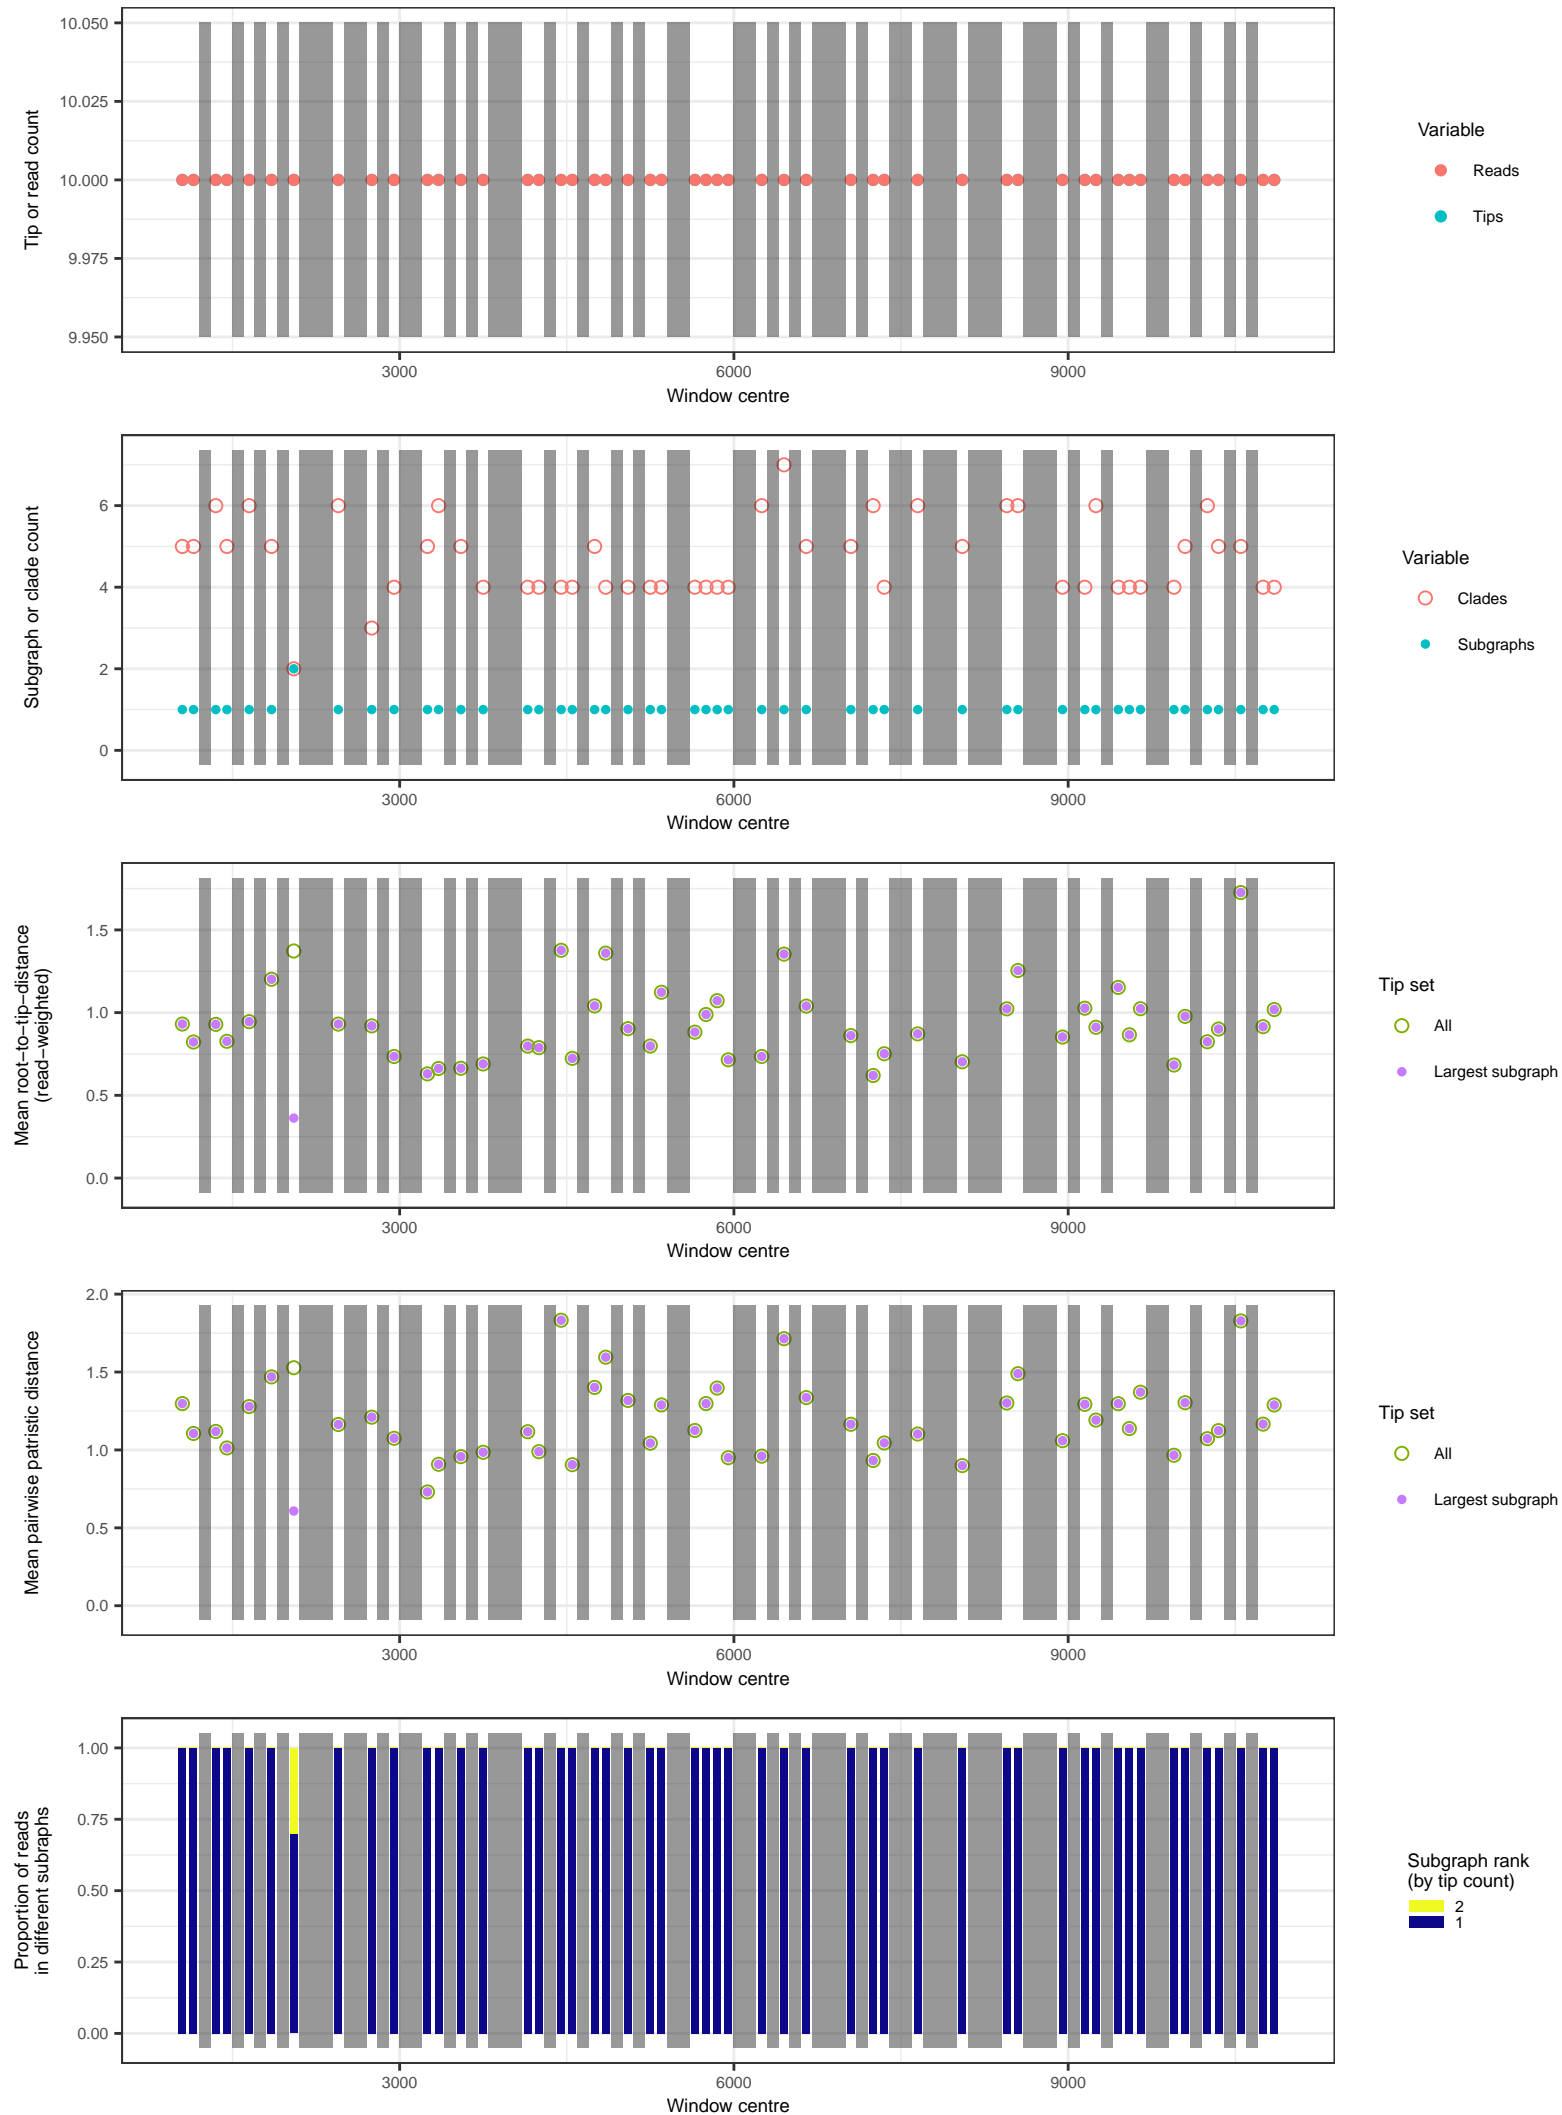 10.050
10.025
10.000
9.975
9.950
Tip or read count
3000
6000
9000
Window centre
Variable
Reads
Tips
6
4
2
0
Subgraph or clade count
3000
6000
9000
Window centre
Variable
Clades
Subgraphs
1.5
1.0
0.5
0.0
Mean root−to−tip−distance
(read−weighted)
3000
6000
9000
Window centre
Tip set
All
Largest subgraph
2.0
1.5
1.0
0.5
0.0
Mean pairwise patristic distance
3000
6000
9000
Window centre
Tip set
All
Largest subgraph
1.00
0.75
0.50
0.25
0.00
Proportion of reads
in different subraphs
3000
6000
9000
Window centre
Subgraph rank
(by tip count)
2
1